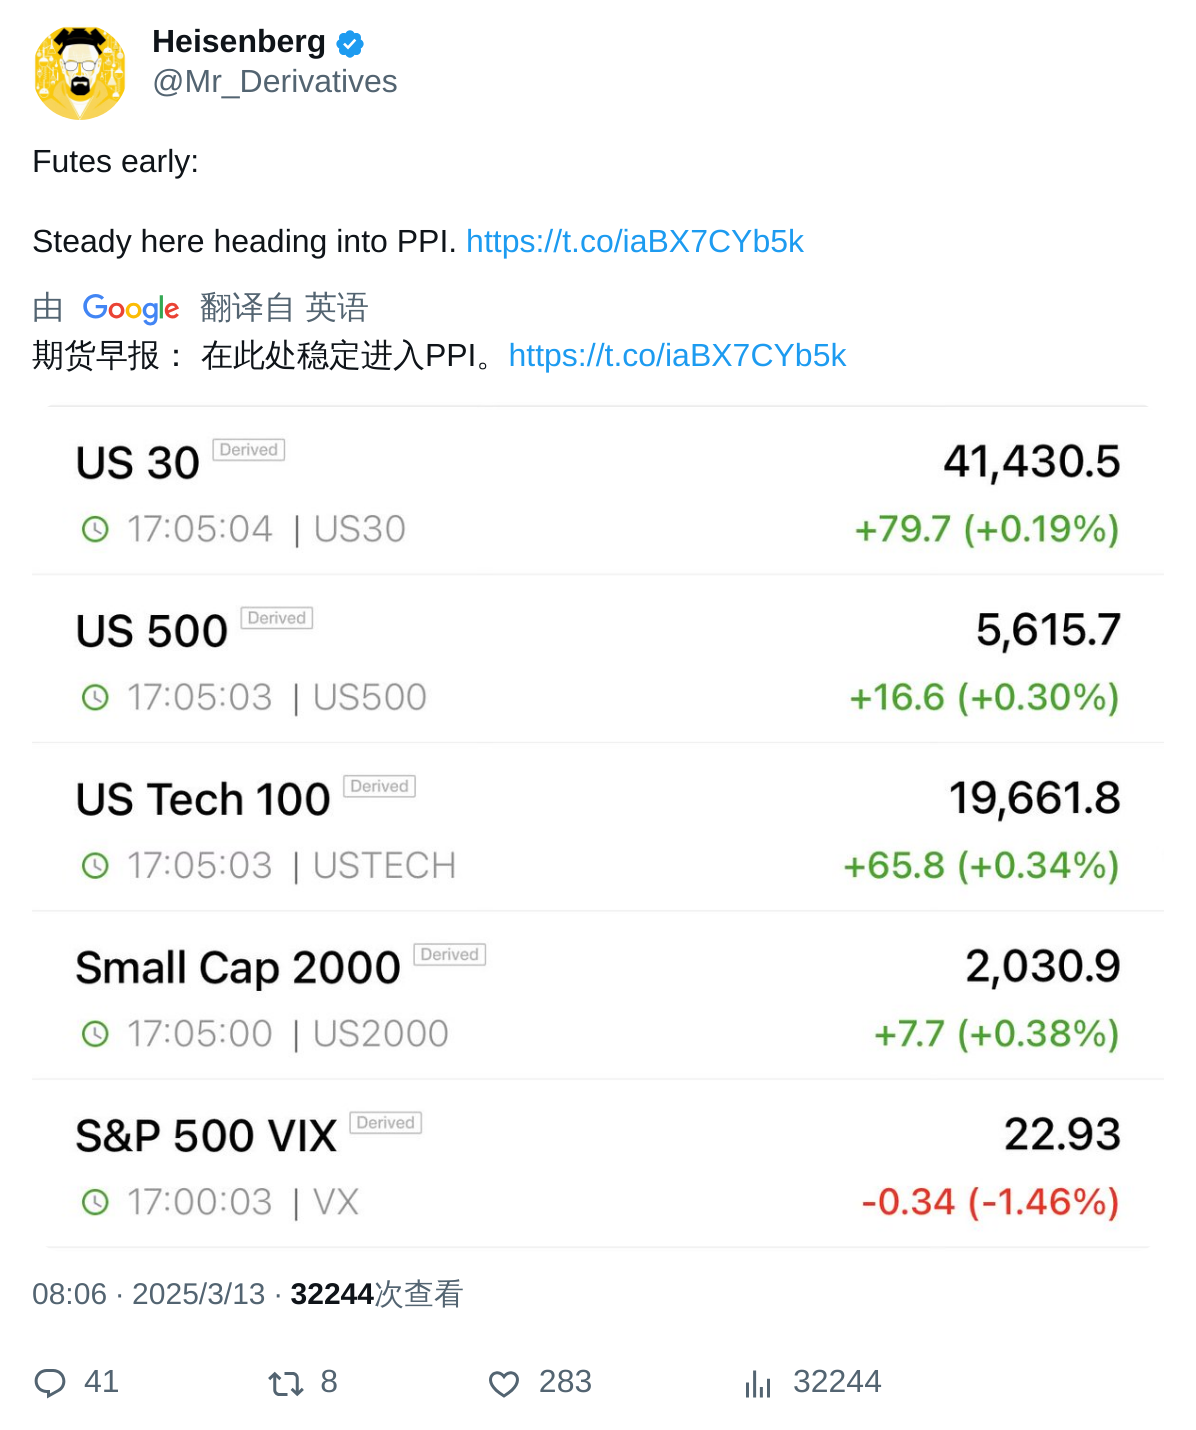 Heisenberg
@Mr_Derivatives
Futes early:
Steady here heading into PPI. https://t.co/iaBX7CYb5k
由 Google 翻译自 英语
期货早报： 在此处稳定进入PPI。https://t.co/iaBX7CYb5k
US 30 Derived 41,430.5
17:05:04 | US30 +79.7 (+0.19%)
US 500 Derived 5,615.7
17:05:03 | US500 +16.6 (+0.30%)
US Tech 100 Derived 19,661.8
17:05:03 | USTECH +65.8 (+0.34%)
Small Cap 2000 Derived 2,030.9
17:05:00 | US2000 +7.7 (+0.38%)
S&P 500 VIX Derived 22.93
17:00:03 | VX -0.34 (-1.46%)
08:06 · 2025/3/13 · 32244次查看
41 8 283 32244